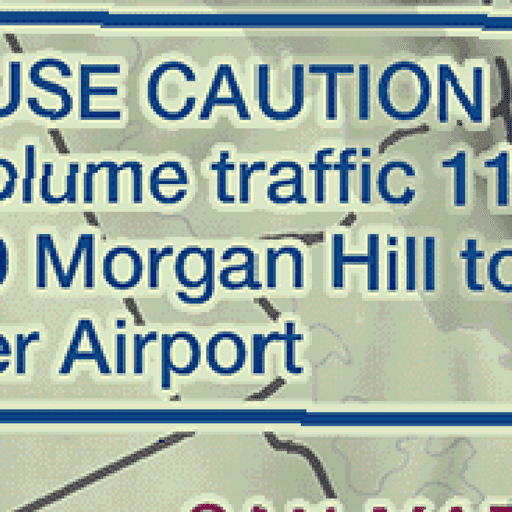 USE CAUTION
olume traffic 11
Morgan Hill to
er Airport